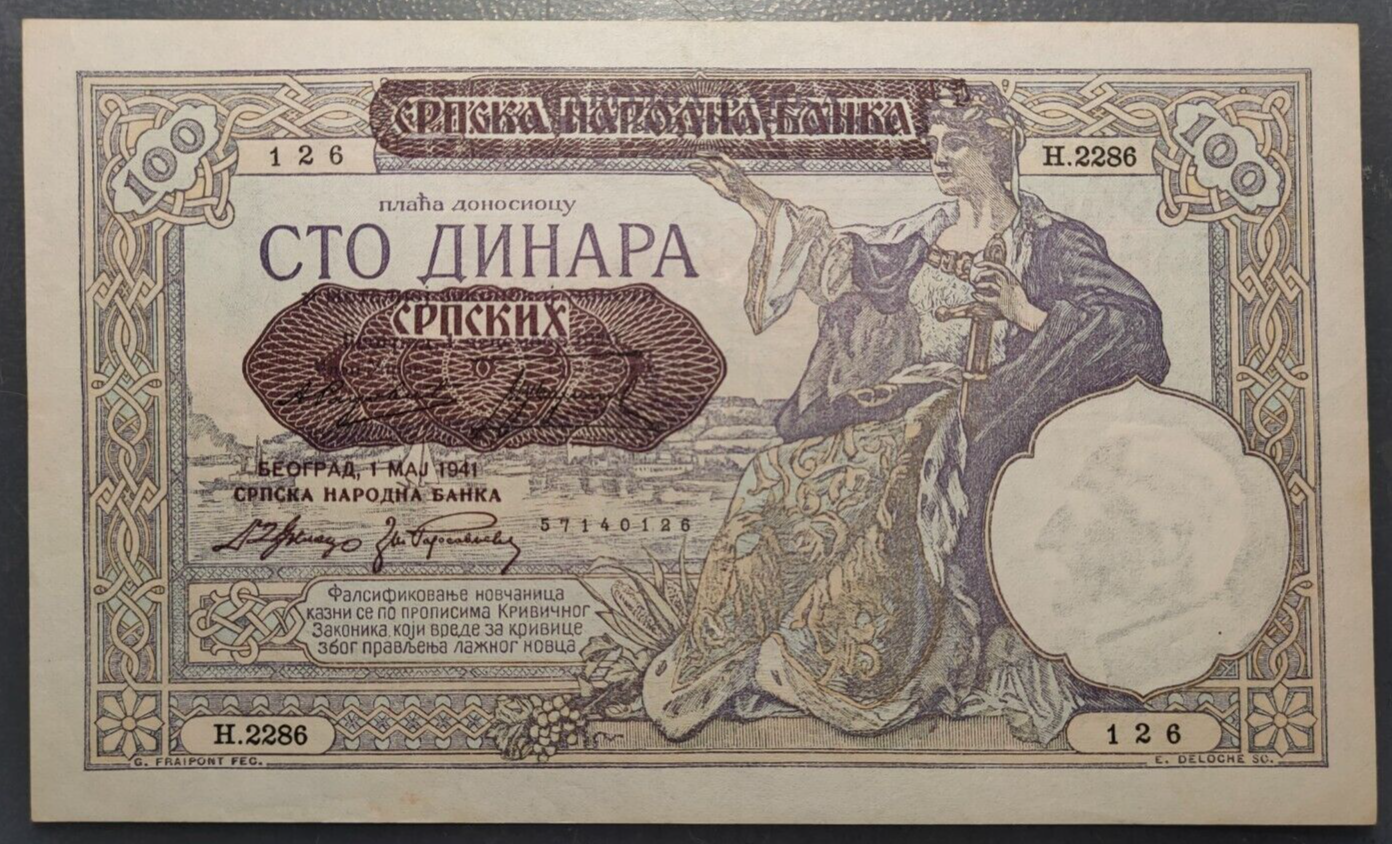 СРПСКА НАРОДНА БАНКА
100
126
H.2286
100
плаћа доносиоцу
СТО ДИНАРА
СРПСКИХ
БЕОГРАД, 1 МАЈ 1941
СРПСКА НАРОДНА БАНКА
57140126
Фалсификовање новчаница
казни се по прописима Кривичног
Законика, који вреде за кривице
због прављења лажног новца
H.2286
126
G. FRAIPONT FEC.
E. DELOCHE SC.